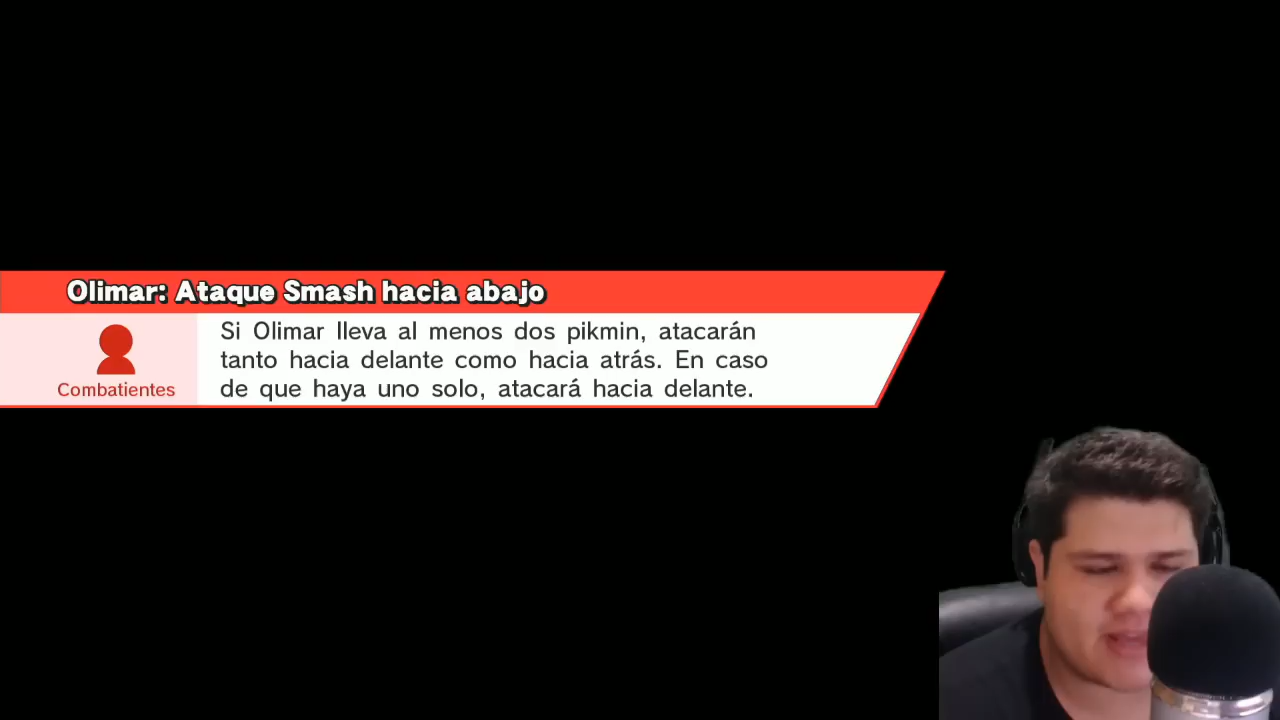 Olimar: Ataque Smash hacia abajo
Combatientes
Si Olimar lleva al menos dos pikmin, atacarán
tanto hacia delante como hacia atrás. En caso
de que haya uno solo, atacará hacia delante.